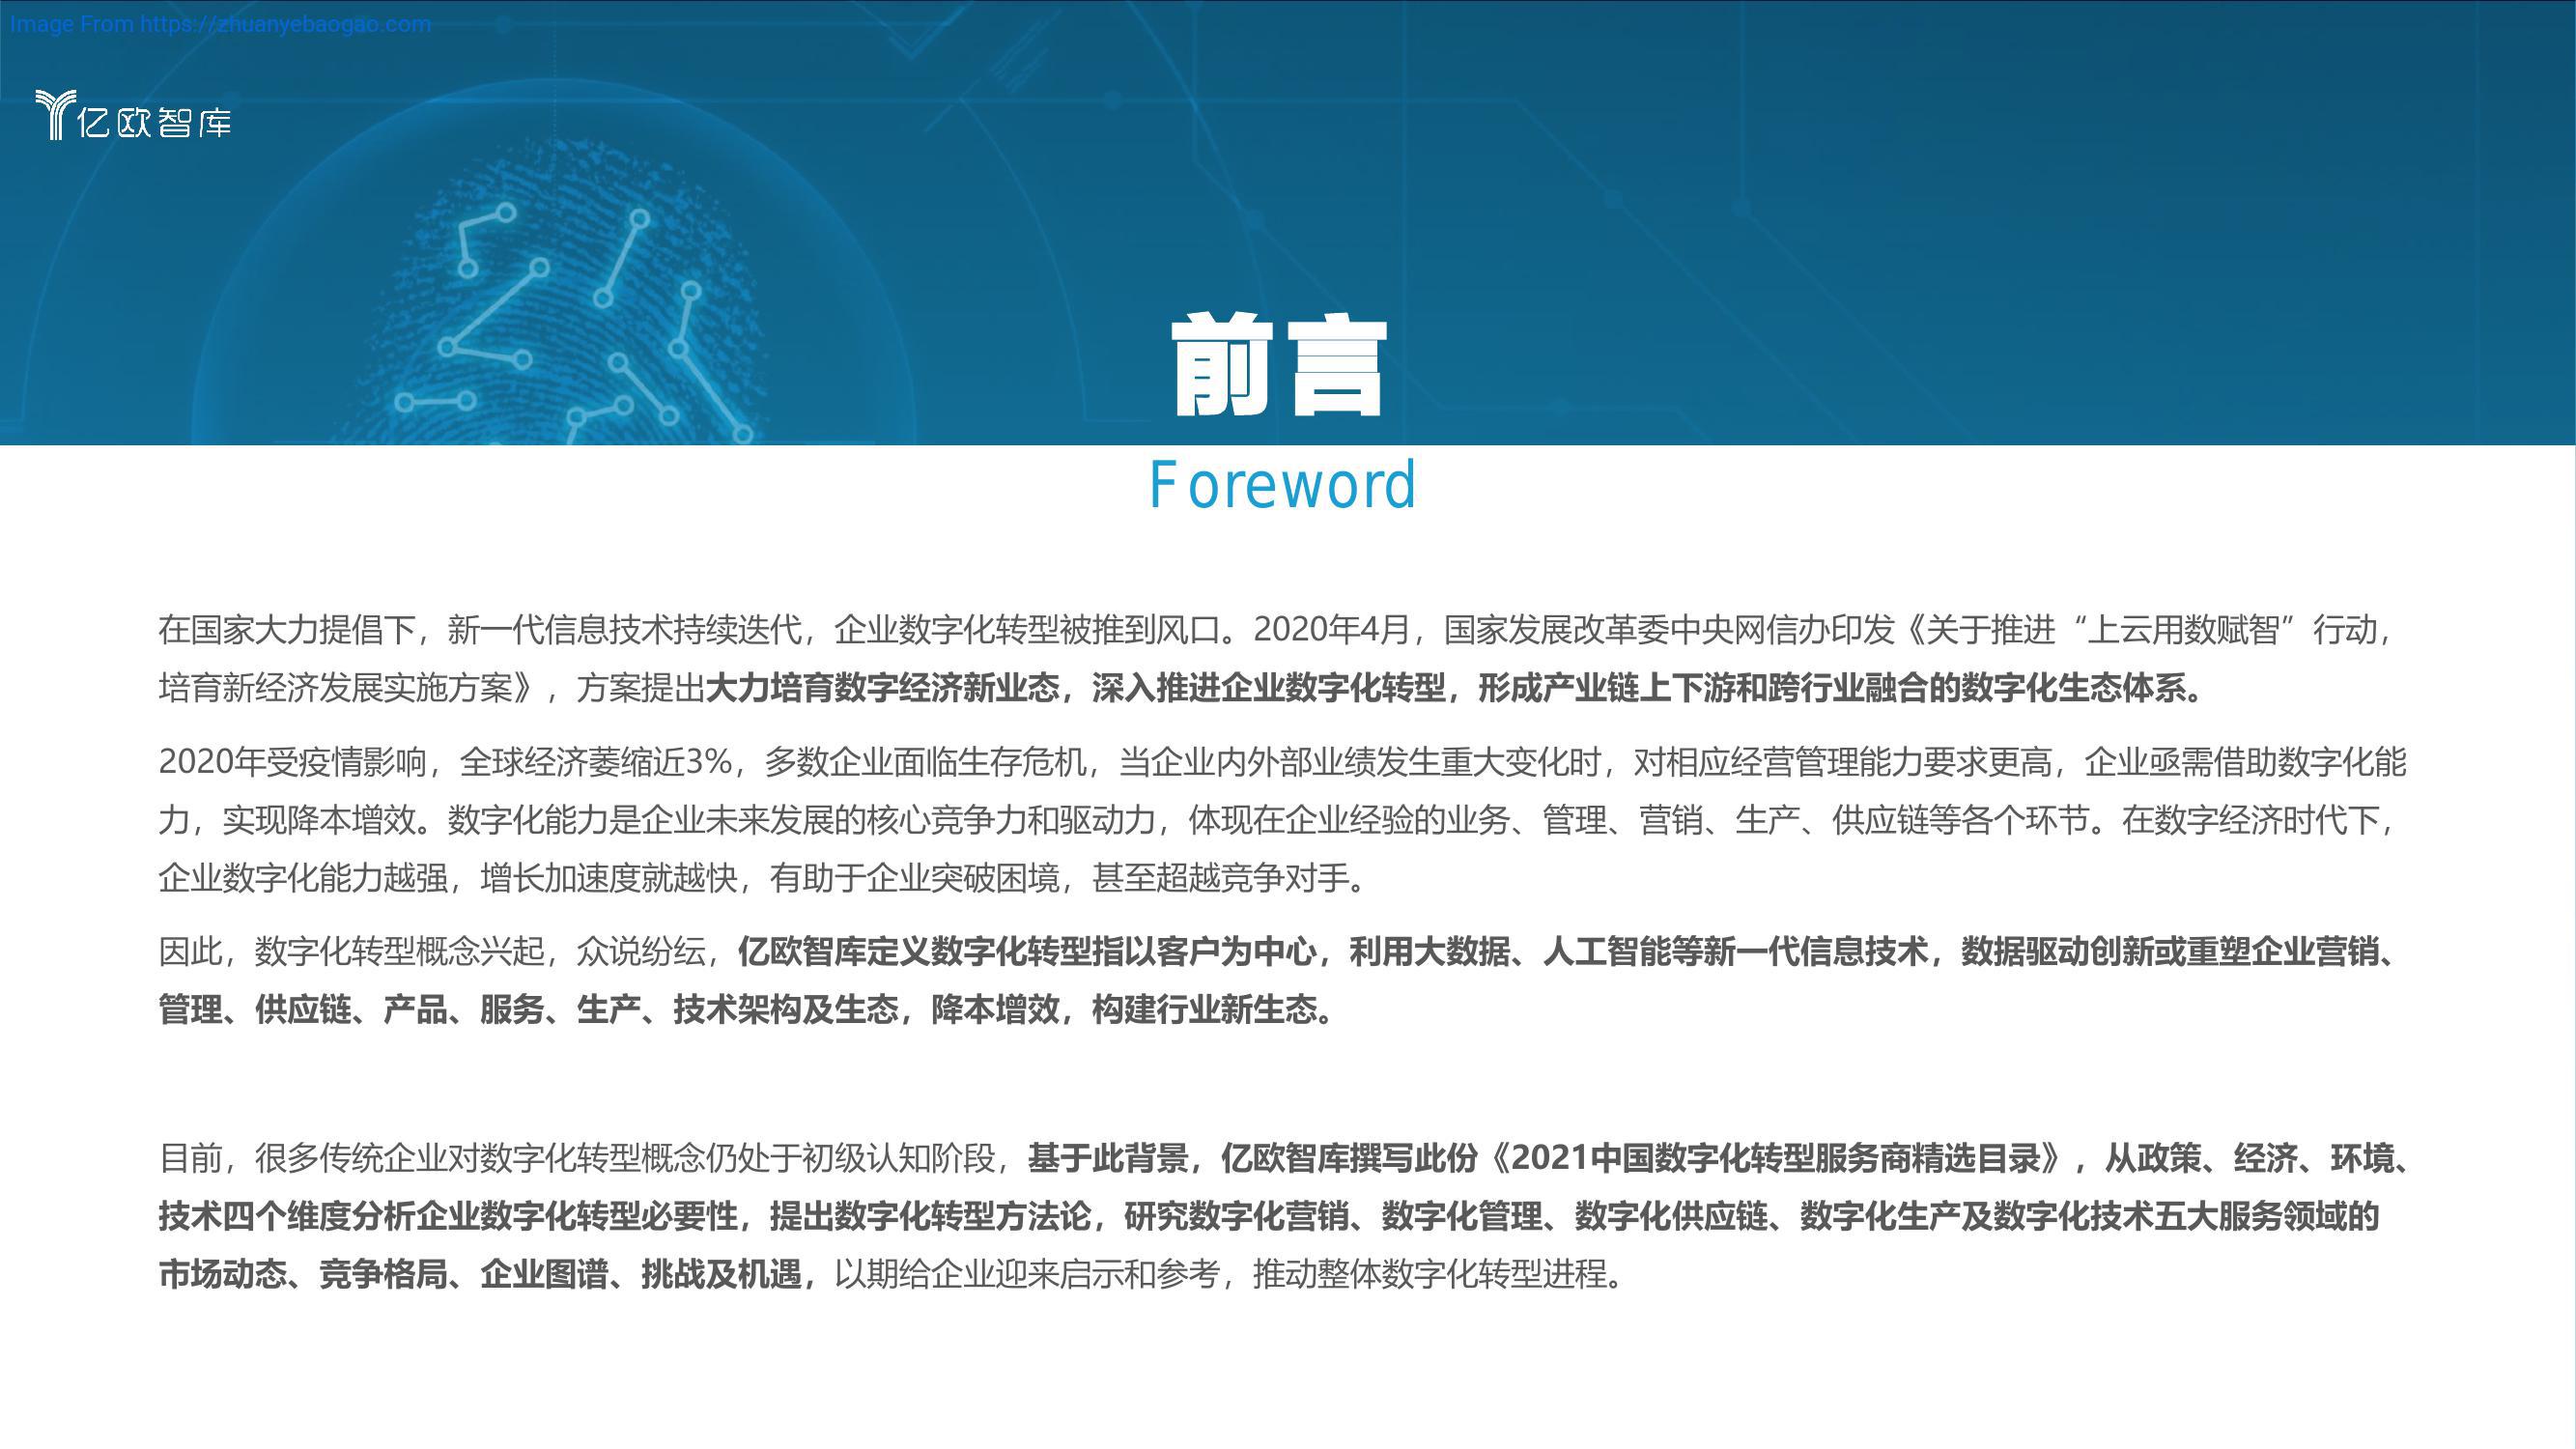 Image From https://zhuanyebaogao.com
亿欧智库
前言
Foreword
在国家大力提倡下，新一代信息技术持续迭代，企业数字化转型被推到风口。2020年4月，国家发展改革委中央网信办印发《关于推进“上云用数赋智”行动，
培育新经济发展实施方案》，方案提出大力培育数字经济新业态，深入推进企业数字化转型，形成产业链上下游和跨行业融合的数字化生态体系。
2020年受疫情影响，全球经济萎缩近3%，多数企业面临生存危机，当企业内外部业绩发生重大变化时，对相应经营管理能力要求更高，企业亟需借助数字化能
力，实现降本增效。数字化能力是企业未来发展的核心竞争力和驱动力，体现在企业经验的业务、管理、营销、生产、供应链等各个环节。在数字经济时代下，
企业数字化能力越强，增长加速度就越快，有助于企业突破困境，甚至超越竞争对手。
因此，数字化转型概念兴起，众说纷纭，亿欧智库定义数字化转型指以客户为中心，利用大数据、人工智能等新一代信息技术，数据驱动创新或重塑企业营销、
管理、供应链、产品、服务、生产、技术架构及生态，降本增效，构建行业新生态。
目前，很多传统企业对数字化转型概念仍处于初级认知阶段，基于此背景，亿欧智库撰写此份《2021中国数字化转型服务商精选目录》，从政策、经济、环境、
技术四个维度分析企业数字化转型必要性，提出数字化转型方法论，研究数字化营销、数字化管理、数字化供应链、数字化生产及数字化技术五大服务领域的
市场动态、竞争格局、企业图谱、挑战及机遇，以期给企业迎来启示和参考，推动整体数字化转型进程。